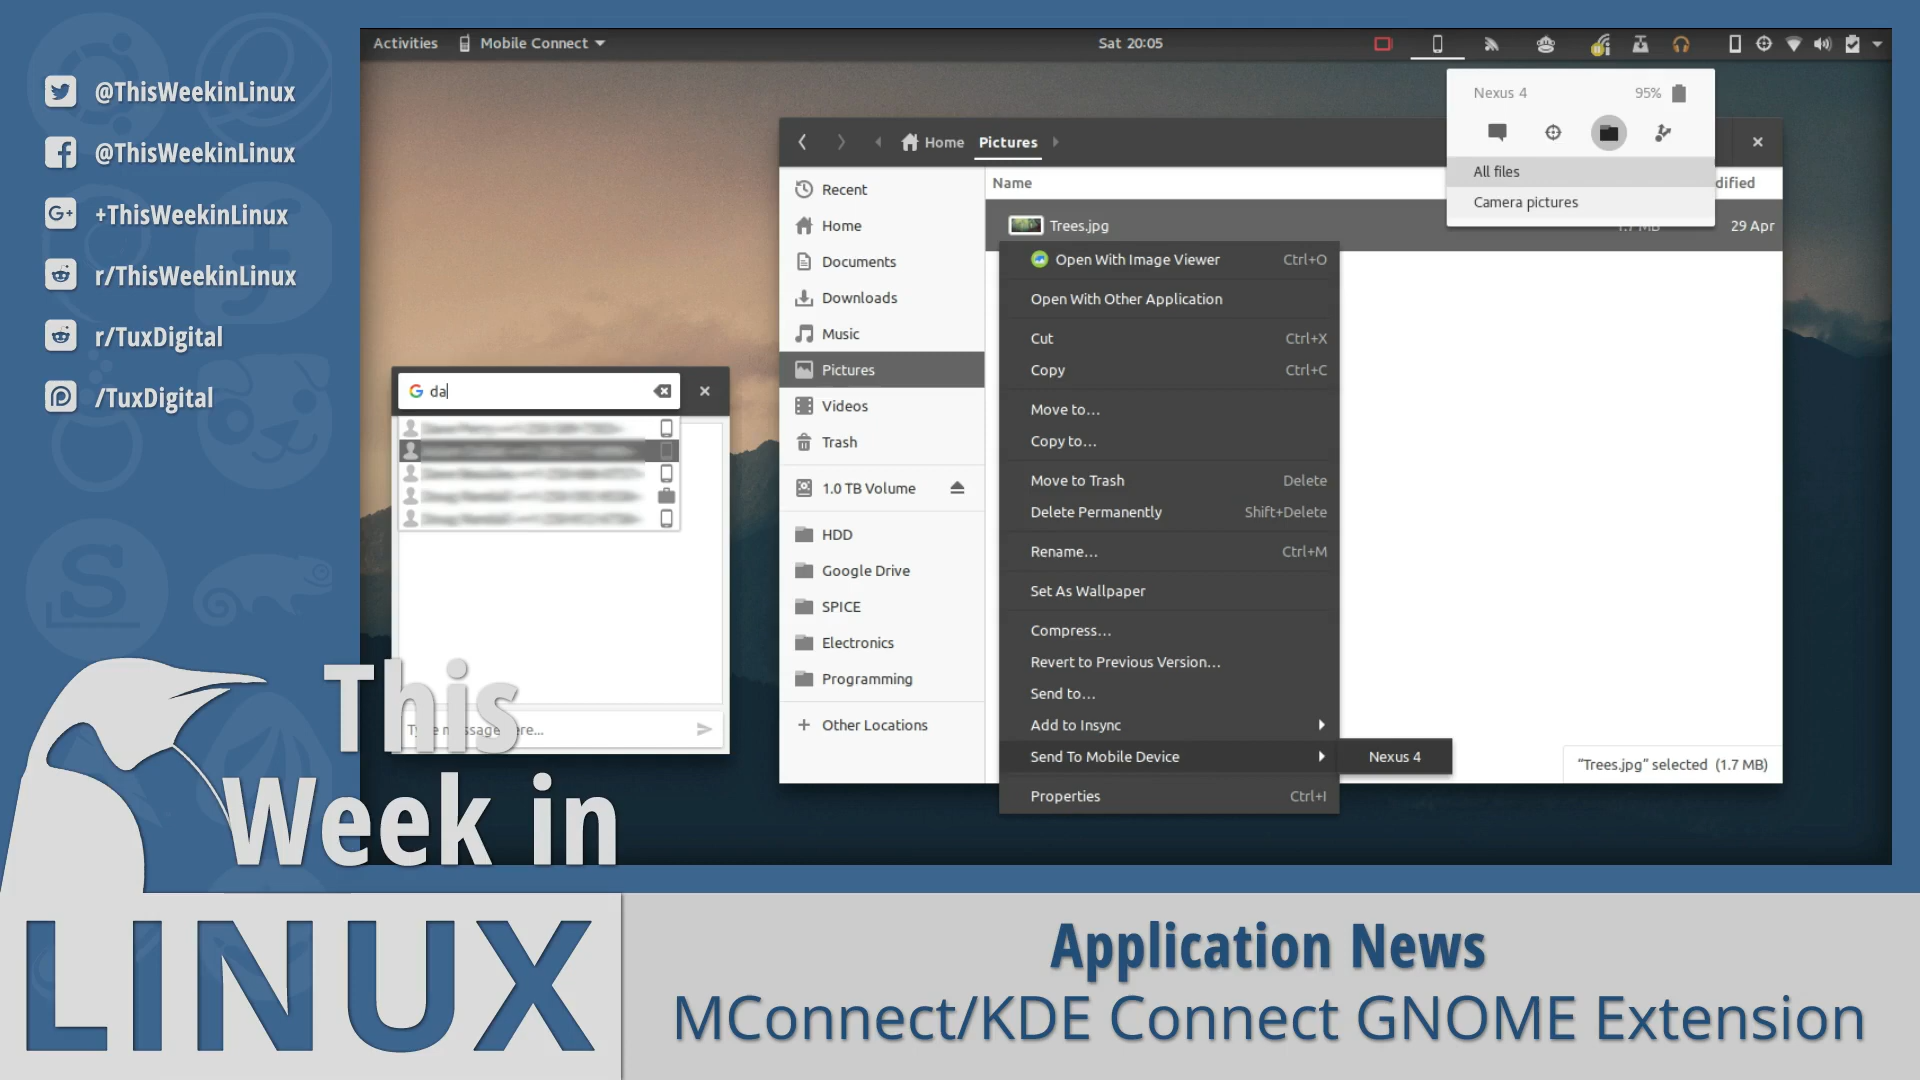 @ThisWeekinLinux
@ThisWeekinLinux
+ThisWeekinLinux
r/ThisWeekinLinux
r/TuxDigital
/TuxDigital
Activities Mobile Connect Sat 20:05
Nexus 4 95%
All files
Camera pictures
Home Pictures
Name dified
Trees.jpg 1.7 MB 29 Apr
Recent
Home
Documents
Downloads
Music
Pictures
Videos
Trash
1.0 TB Volume
HDD
Google Drive
SPICE
Electronics
Programming
Other Locations
Open With Image Viewer Ctrl+O
Open With Other Application
Cut Ctrl+X
Copy Ctrl+C
Move to…
Copy to…
Move to Trash Delete
Delete Permanently Shift+Delete
Rename… Ctrl+M
Set As Wallpaper
Compress…
Revert to Previous Version…
Send to…
Add to Insync
Send To Mobile Device Nexus 4
Properties Ctrl+I
“Trees.jpg” selected (1.7 MB)
da
This
Week in
LINUX
Application News
MConnect/KDE Connect GNOME Extension